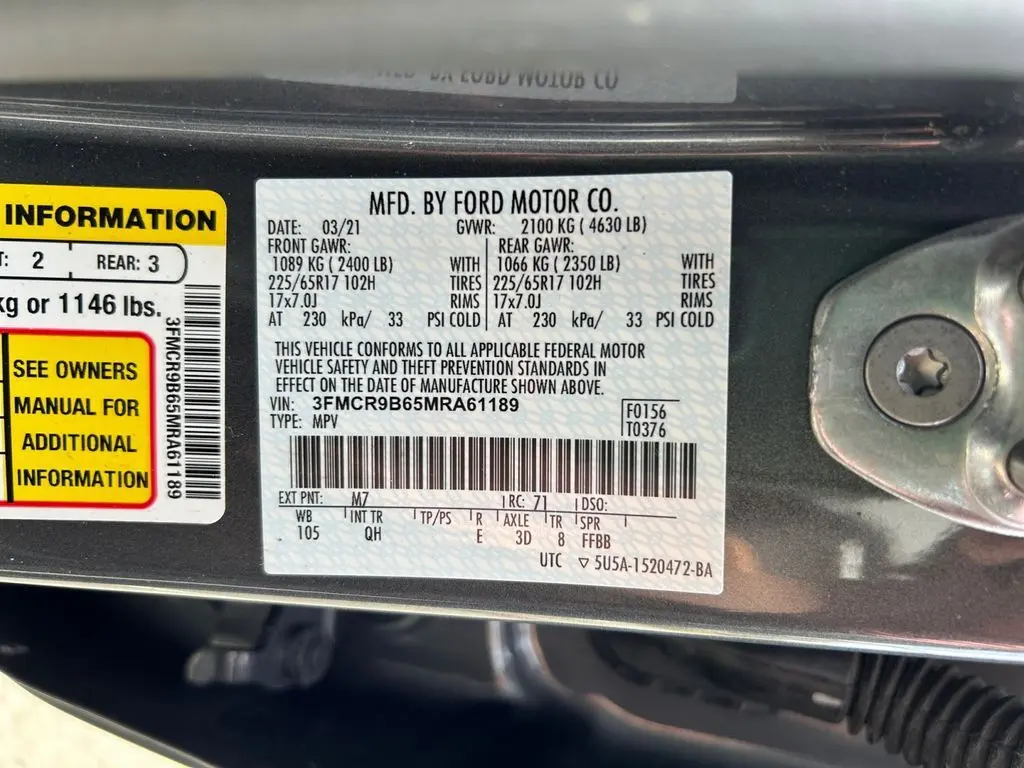 INFORMATION
T: 2 REAR: 3
kg or 1146 lbs.
SEE OWNERS
MANUAL FOR
ADDITIONAL
INFORMATION
3FMCR9B65MRA61189
MFD. BY FORD MOTOR CO.
DATE: 03/21 GVWR: 2100 KG ( 4630 LB)
FRONT GAWR: REAR GAWR:
1089 KG ( 2400 LB) WITH 1066 KG ( 2350 LB) WITH
225/65R17 102H TIRES 225/65R17 102H TIRES
17x7.0J RIMS 17x7.0J RIMS
AT 230 kPa/ 33 PSI COLD AT 230 kPa/ 33 PSI COLD
THIS VEHICLE CONFORMS TO ALL APPLICABLE FEDERAL MOTOR
VEHICLE SAFETY AND THEFT PREVENTION STANDARDS IN
EFFECT ON THE DATE OF MANUFACTURE SHOWN ABOVE.
VIN: 3FMCR9B65MRA61189
TYPE: MPV
F0156
T0376
EXT PNT: M7 RC: 71 DSO:
WB INT TR TP/PS R AXLE TR SPR
105 QH E 3D 8 FFBB
UTC ▽ 5U5A-1520472-BA